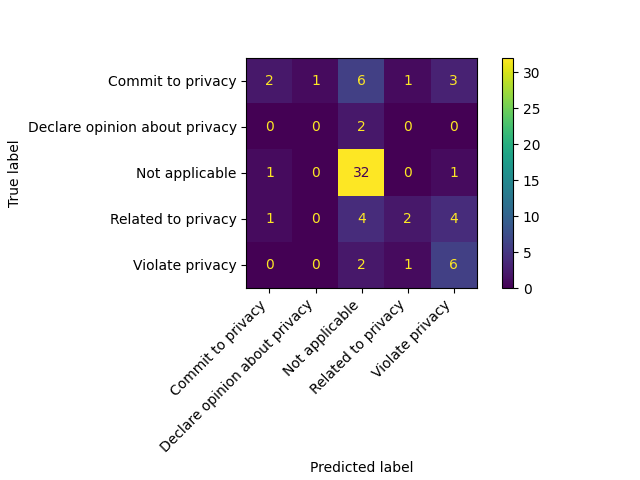 Commit to privacy 2 1 6 1 3
Declare opinion about privacy 0 0 2 0 0
Not applicable 1 0 32 0 1
Related to privacy 1 0 4 2 4
Violate privacy 0 0 2 1 6
True label
Commit to privacy
Declare opinion about privacy
Not applicable
Related to privacy
Violate privacy
Predicted label
30
25
20
15
10
5
0